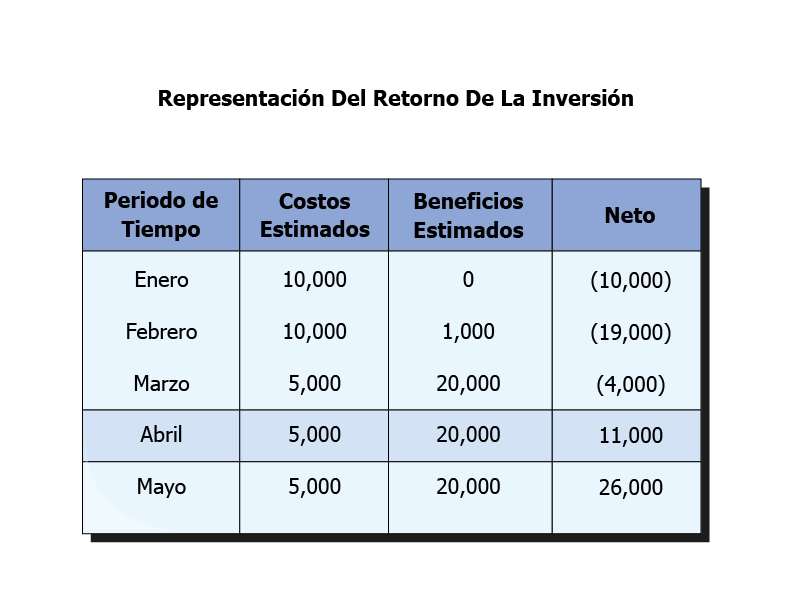 Representación Del Retorno De La Inversión
Periodo de Tiempo Costos Estimados Beneficios Estimados Neto
Enero 10,000 0 (10,000)
Febrero 10,000 1,000 (19,000)
Marzo 5,000 20,000 (4,000)
Abril 5,000 20,000 11,000
Mayo 5,000 20,000 26,000